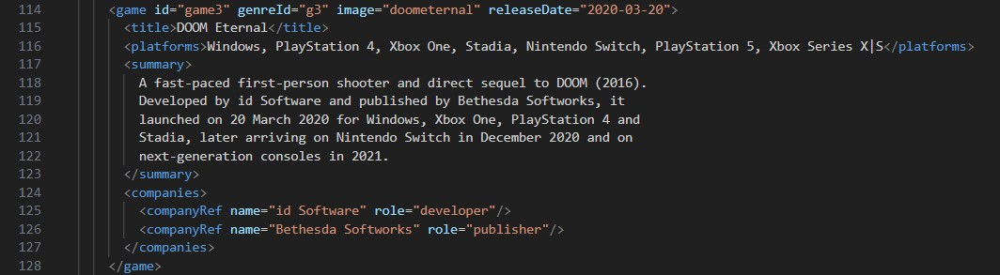 114 <game id="game3" genreId="g3" image="doometernal" releaseDate="2020-03-20">
115 <title>DOOM Eternal</title>
116 <platforms>Windows, PlayStation 4, Xbox One, Stadia, Nintendo Switch, PlayStation 5, Xbox Series X|S</platforms>
117 <summary>
118 A fast-paced first-person shooter and direct sequel to DOOM (2016).
119 Developed by id Software and published by Bethesda Softworks, it
120 launched on 20 March 2020 for Windows, Xbox One, PlayStation 4 and
121 Stadia, later arriving on Nintendo Switch in December 2020 and on
122 next-generation consoles in 2021.
123 </summary>
124 <companies>
125 <companyRef name="id Software" role="developer"/>
126 <companyRef name="Bethesda Softworks" role="publisher"/>
127 </companies>
128 </game>